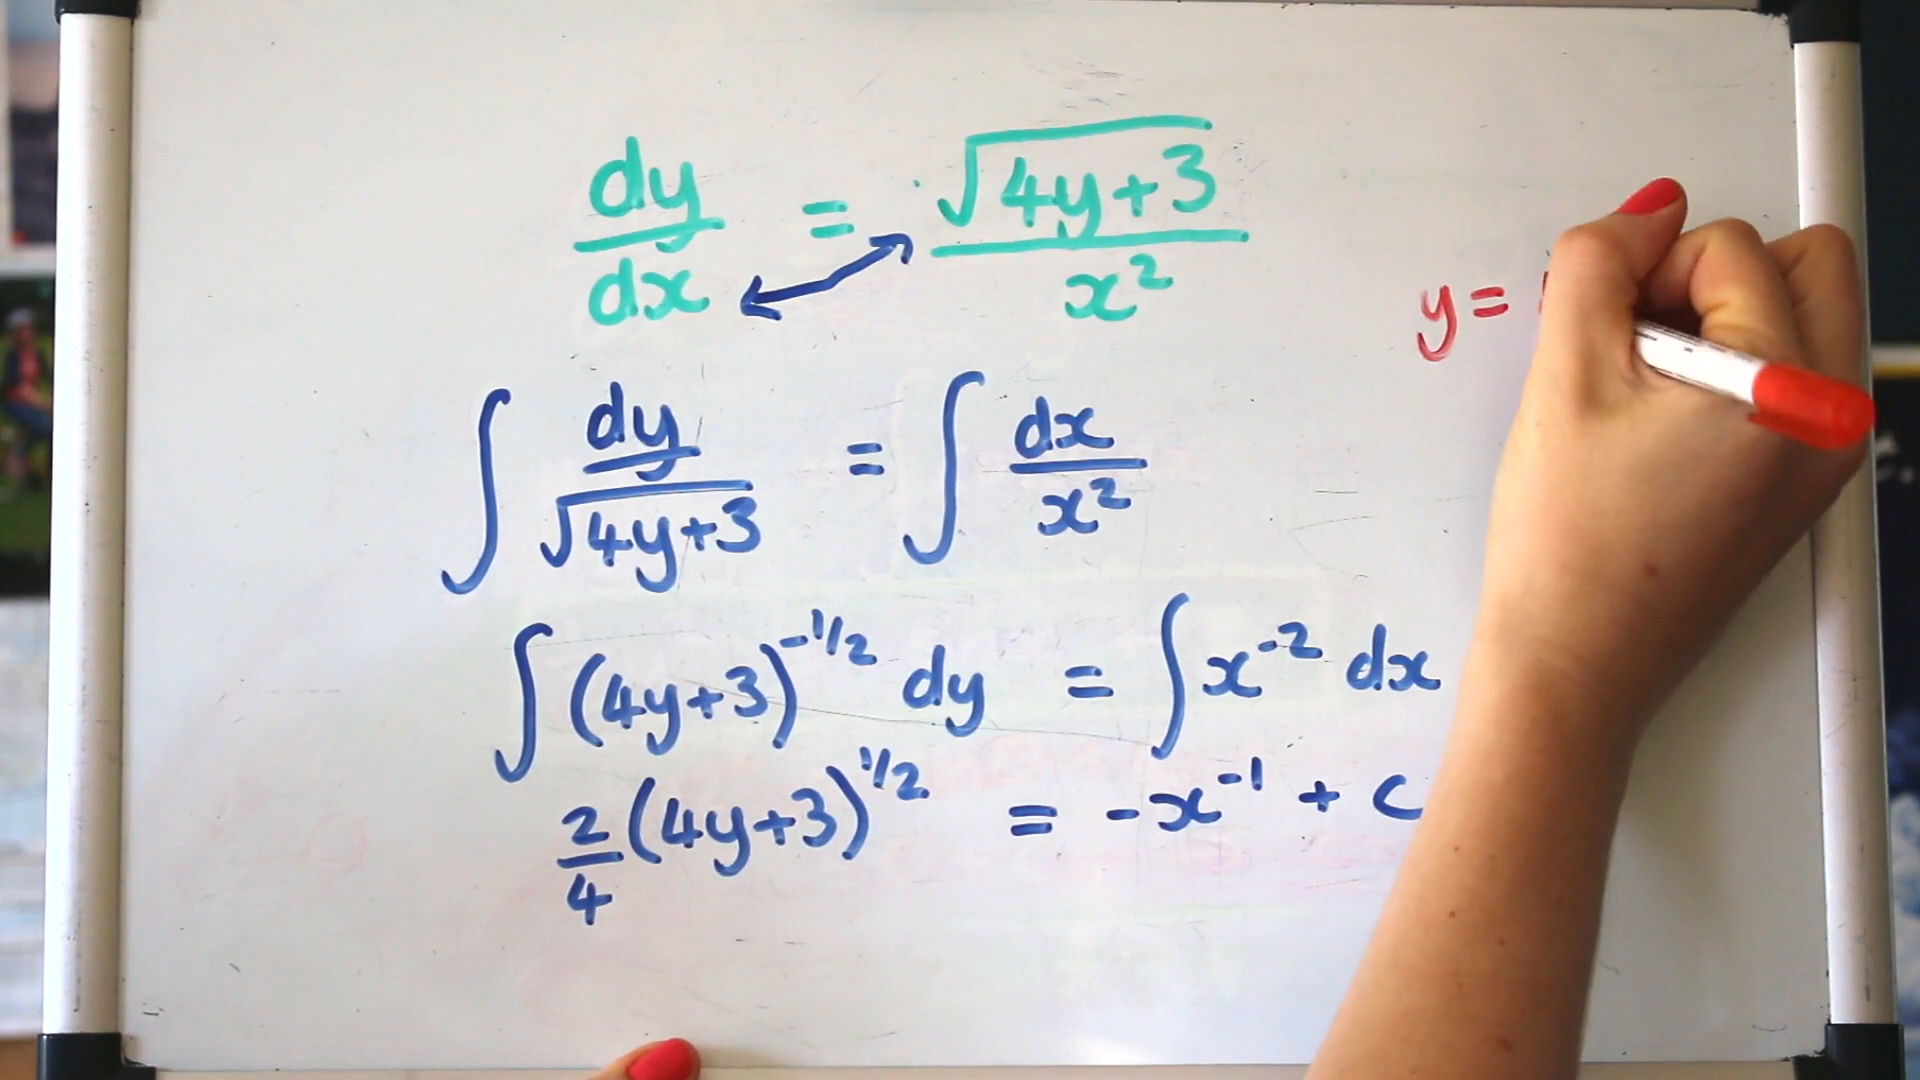 dy/dx = √(4y+3)/x²
y =
∫ dy/√(4y+3) = ∫ dx/x²
∫ (4y+3)^(-1/2) dy = ∫ x^(-2) dx
2/4 (4y+3)^(1/2) = -x^(-1) + c